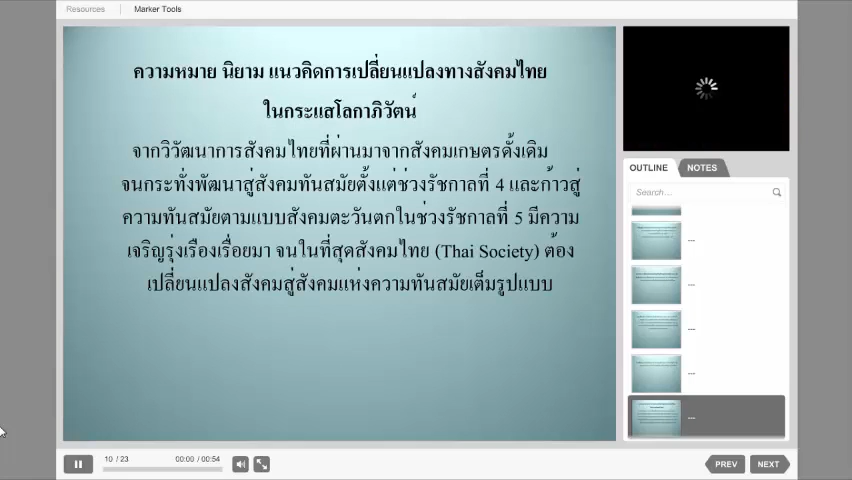 Resources
Marker Tools
ความหมาย นิยาม แนวคิดการเปลี่ยนแปลงทางสังคมไทย
ในกระแสโลกาภิวัตน์
จากวิวัฒนาการสังคมไทยที่ผ่านมาจากสังคมเกษตรดั้งเดิม
จนกระทั่งพัฒนาสู่สังคมทันสมัยตั้งแต่ช่วงรัชกาลที่ 4 และก้าวสู่
ความทันสมัยตามแบบสังคมตะวันตกในช่วงรัชกาลที่ 5 มีความ
เจริญรุ่งเรืองเรื่อยมา จนในที่สุดสังคมไทย (Thai Society) ต้อง
เปลี่ยนแปลงสังคมสู่สังคมแห่งความทันสมัยเต็มรูปแบบ
OUTLINE
NOTES
Search...
...
...
...
...
...
10 / 23
00:00 / 00:54
PREV
NEXT